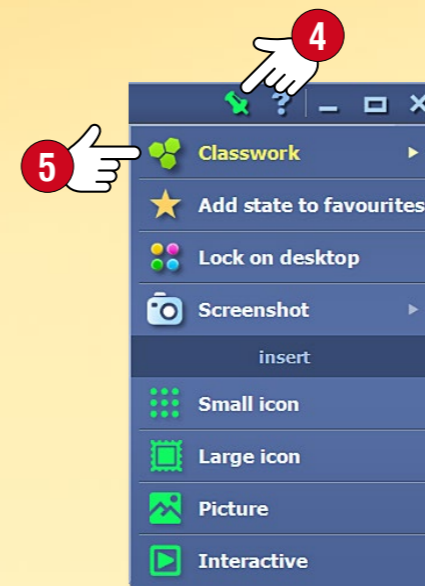 4
?
5
Classwork
Add state to favourites
Lock on desktop
Screenshot
insert
Small icon
Large icon
Picture
Interactive